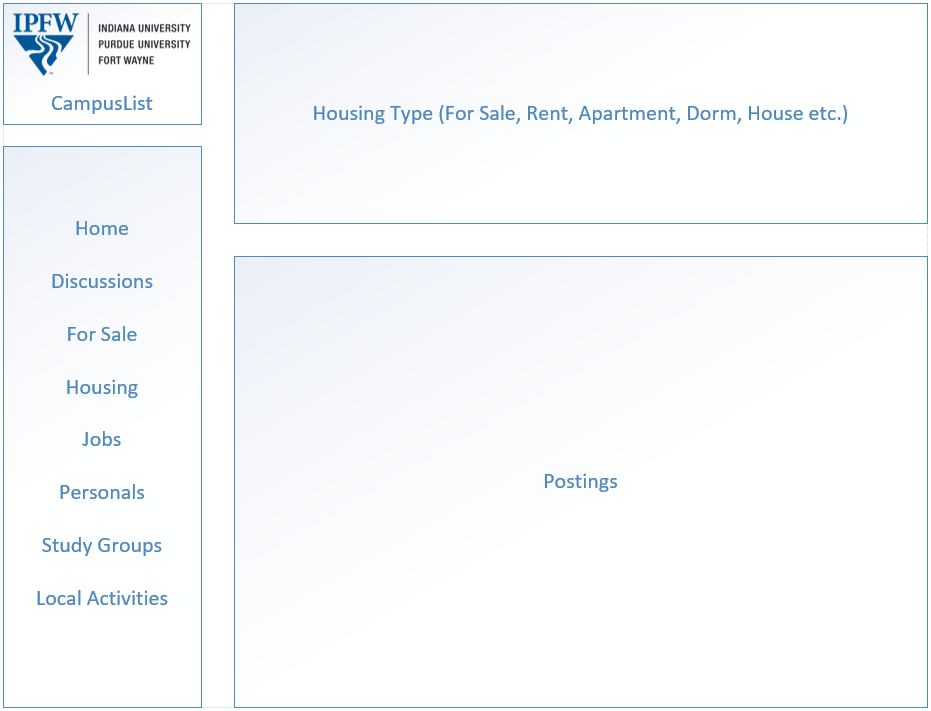 IPFW
INDIANA UNIVERSITY
PURDUE UNIVERSITY
FORT WAYNE
CampusList
Home
Discussions
For Sale
Housing
Jobs
Personals
Study Groups
Local Activities
Housing Type (For Sale, Rent, Apartment, Dorm, House etc.)
Postings